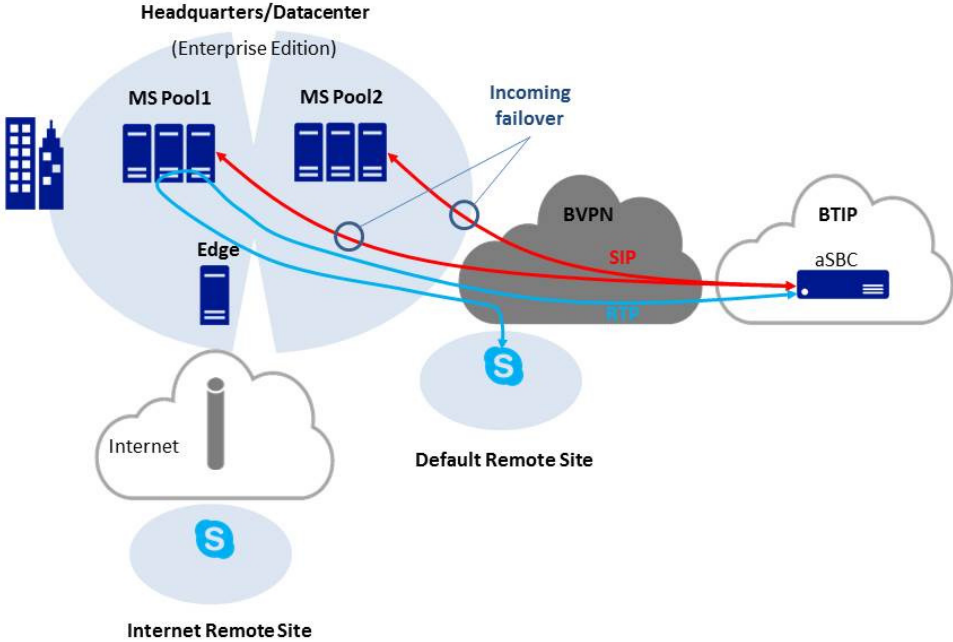 Headquarters/Datacenter
(Enterprise Edition)
MS Pool1
MS Pool2
Incoming
failover
Edge
BVPN
SIP
RTP
BTIP
aSBC
Internet
S
Default Remote Site
S
Internet Remote Site